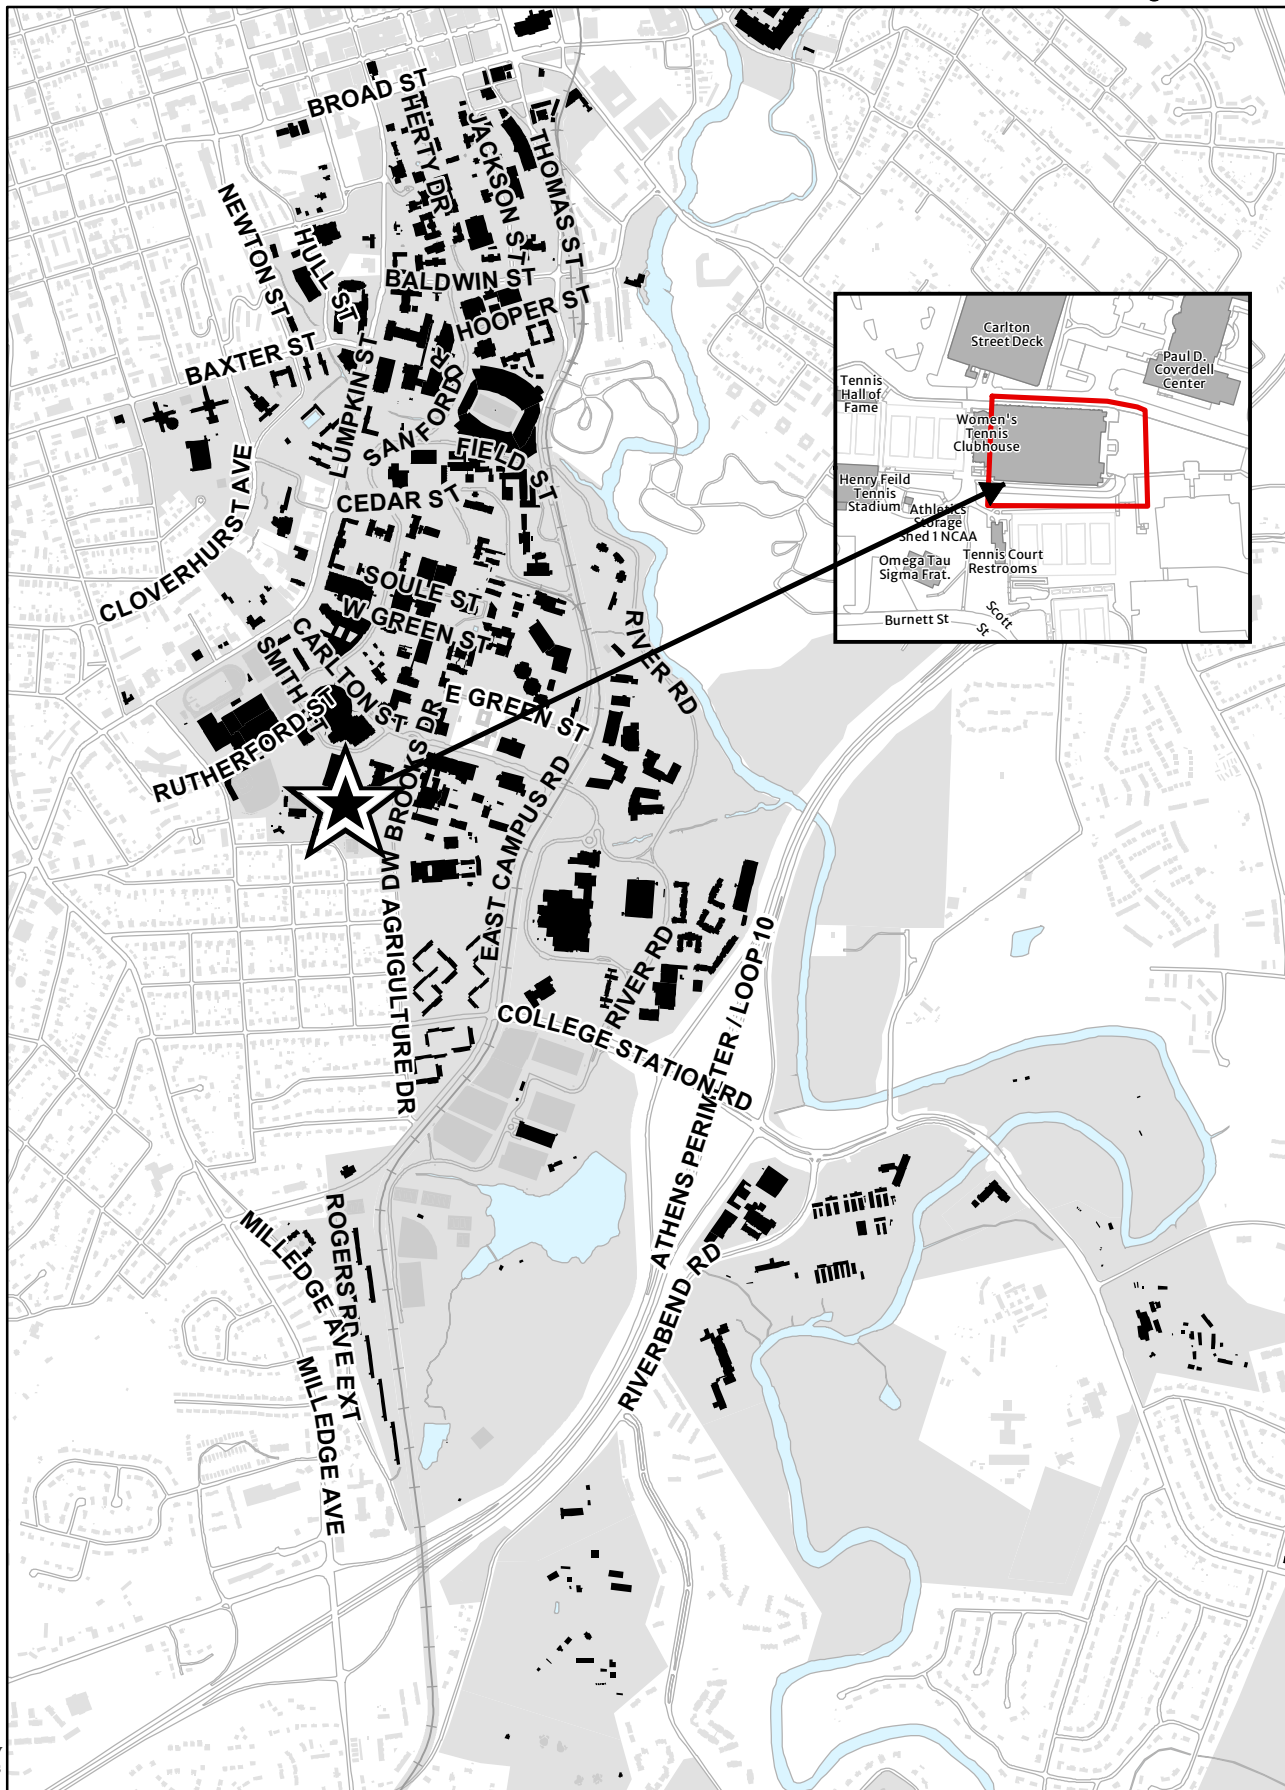 BROAD ST
HERTY DR
JACKSON ST
THOMAS ST
NEWTON ST
HULL ST
BALDWIN ST
HOOPER ST
BAXTER ST
LUMPKIN ST
SANFORD DR
FIELD ST
CEDAR ST
CLOVERHURST AVE
SOULE ST
W GREEN ST
CARLTON ST
SMITH ST
RUTHERFORD ST
E GREEN ST
RIVER RD
BROOKS DR
EAST CAMPUS RD
WD AGRIGULTURE DR
RIVER RD
COLLEGE STATION RD
ATHENS PERIMETER / LOOP 10
RIVERBEND RD
ROGERS RD
MILLEDGE AVE EXT
MILLEDGE AVE
Carlton
Street Deck
Paul D.
Coverdell
Center
Tennis
Hall of
Fame
Women's
Tennis
Clubhouse
Henry Feild
Tennis
Stadium
Athletics
Storage
Shed 1 NCAA
Omega Tau
Sigma Frat.
Tennis Court
Restrooms
Burnett St
Scott
St